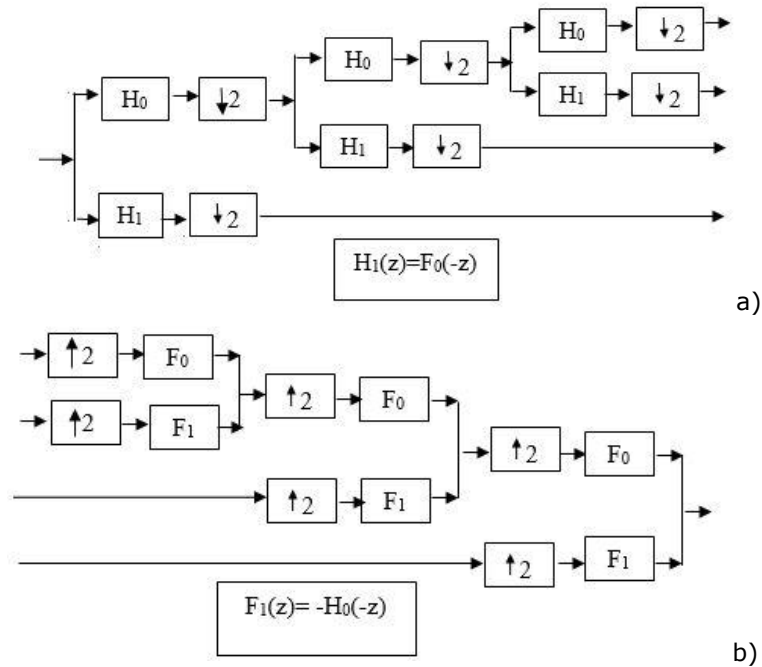 H₀ ↓2
H₀ ↓2
H₁ ↓2
H₀ ↓2
H₁ ↓2
H₁ ↓2
H₁(z)=F₀(-z)
a)
↑2 F₀
↑2 F₁
↑2 F₀
↑2 F₁
↑2 F₀
↑2 F₁
F₁(z)= -H₀(-z)
b)